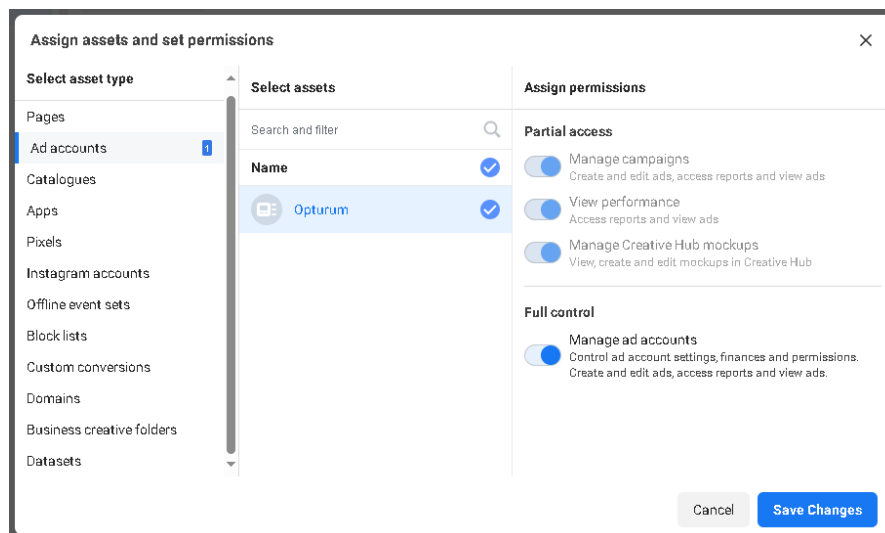 Assign assets and set permissions
Select asset type
Pages
Ad accounts 1
Catalogues
Apps
Pixels
Instagram accounts
Offline event sets
Block lists
Custom conversions
Domains
Business creative folders
Datasets
Select assets
Search and filter
Name
Opturum
Assign permissions
Partial access
Manage campaigns
Create and edit ads, access reports and view ads
View performance
Access reports and view ads
Manage Creative Hub mockups
View, create and edit mockups in Creative Hub
Full control
Manage ad accounts
Control ad account settings, finances and permissions.
Create and edit ads, access reports and view ads.
Cancel
Save Changes